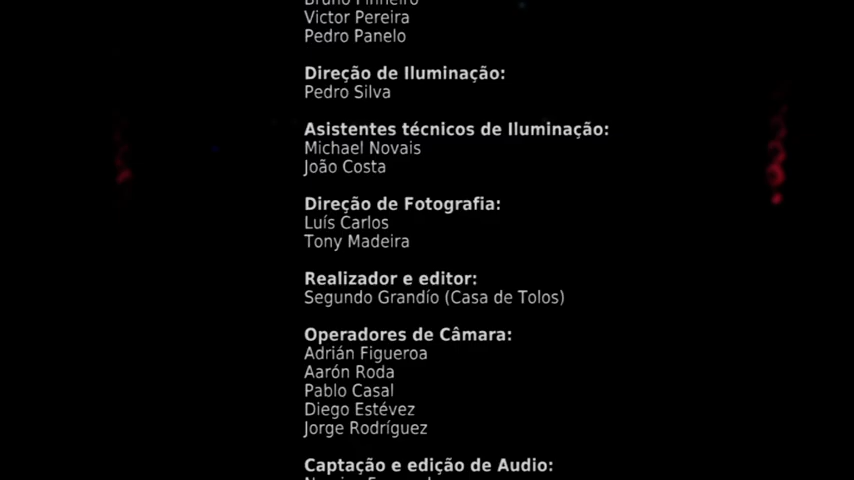 Bruno Pinheiro
Victor Pereira
Pedro Panelo
Direção de Iluminação:
Pedro Silva
Asistentes técnicos de Iluminação:
Michael Novais
João Costa
Direção de Fotografia:
Luís Carlos
Tony Madeira
Realizador e editor:
Segundo Grandío (Casa de Tolos)
Operadores de Câmara:
Adrián Figueroa
Aarón Roda
Pablo Casal
Diego Estévez
Jorge Rodríguez
Captação e edição de Audio: